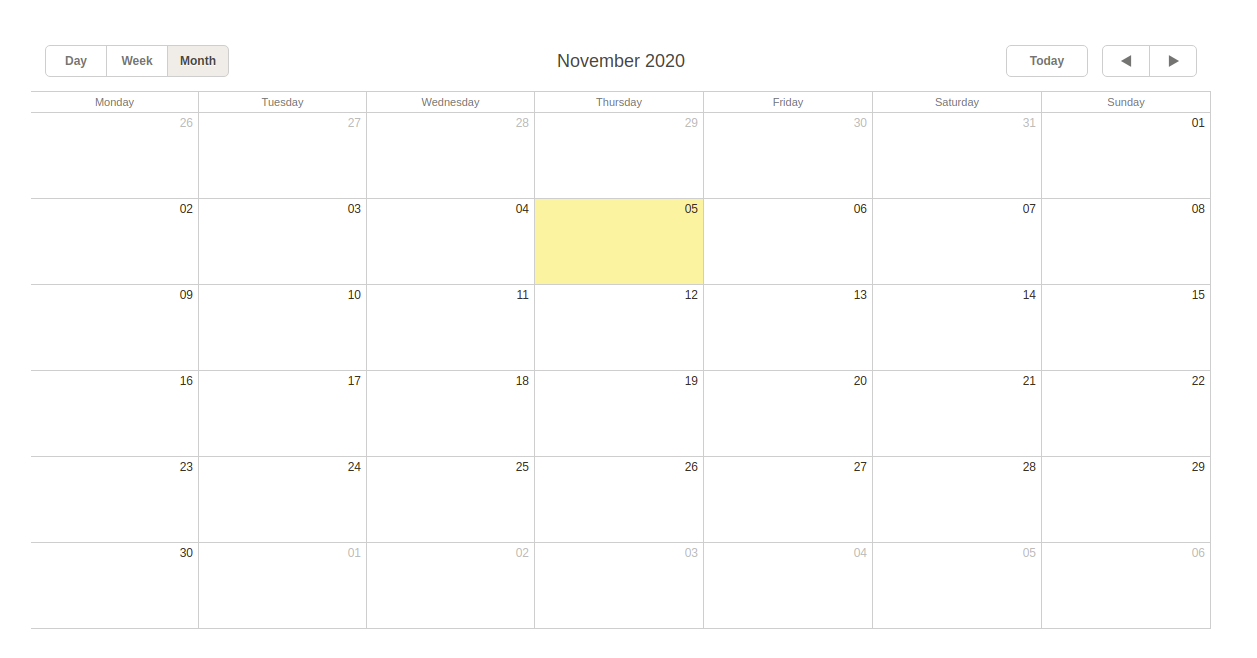 Day Week Month November 2020 Today
Monday Tuesday Wednesday Thursday Friday Saturday Sunday
26 27 28 29 30 31 01
02 03 04 05 06 07 08
09 10 11 12 13 14 15
16 17 18 19 20 21 22
23 24 25 26 27 28 29
30 01 02 03 04 05 06